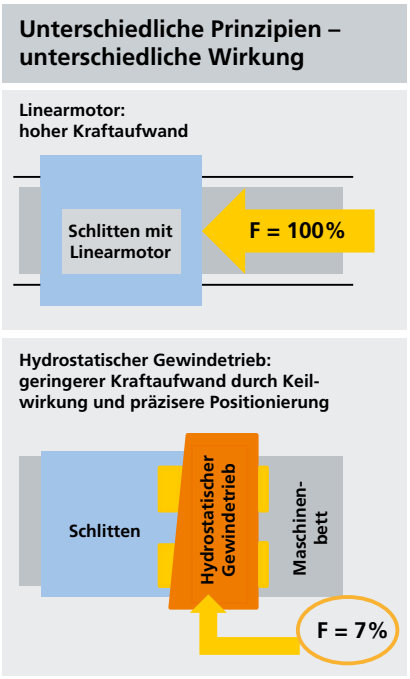 Unterschiedliche Prinzipien –
unterschiedliche Wirkung
Linearmotor:
hoher Kraftaufwand
Schlitten mit
Linearmotor
F = 100%
Hydrostatischer Gewindetrieb:
geringerer Kraftaufwand durch Keil-
wirkung und präzisere Positionierung
Schlitten
Hydrostatischer
Gewindetrieb
Maschinen-
bett
F = 7%